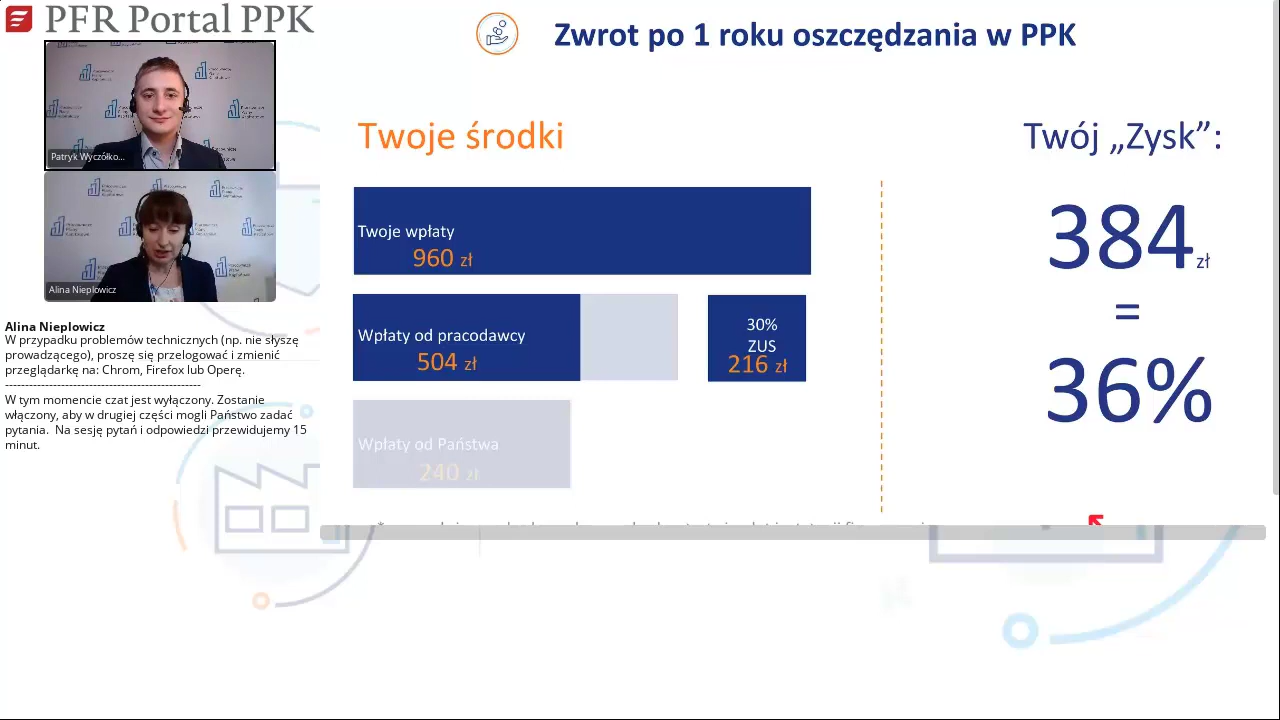 PFR Portal PPK
Patryk Wyczółko...
Alina Nieplowicz
Alina Nieplowicz
W przypadku problemów technicznych (np. nie słyszę
prowadzącego), proszę się przelogować i zmienić
przeglądarkę na: Chrom, Firefox lub Operę.
--------------------------------------------
W tym momencie czat jest wyłączony. Zostanie
włączony, aby w drugiej części mogli Państwo zadać
pytania. Na sesję pytań i odpowiedzi przewidujemy 15
minut.
Zwrot po 1 roku oszczędzania w PPK
Twoje środki
Twoje wpłaty
960 zł
Wpłaty od pracodawcy
504 zł
30%
ZUS
216 zł
Wpłaty od Państwa
240 zł
Twój „Zysk”:
384 zł
=
36%